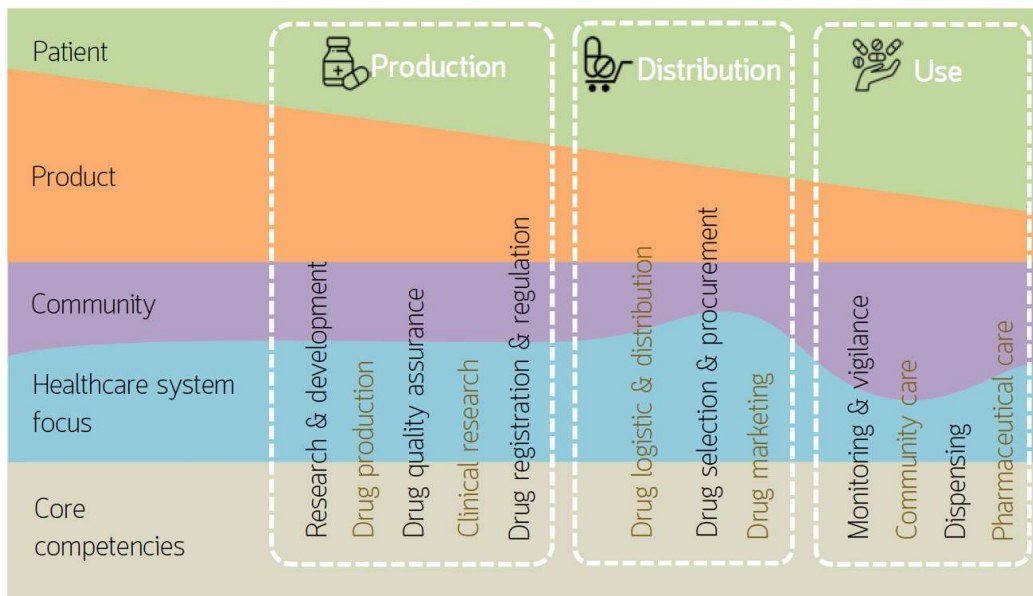 Patient
Production
Distribution
Use
Product
Community
Healthcare system
focus
Core
competencies
Research & development
Drug production
Drug quality assurance
Clinical research
Drug registration & regulation
Drug logistic & distribution
Drug selection & procurement
Drug marketing
Monitoring & vigilance
Community care
Dispensing
Pharmaceutical care